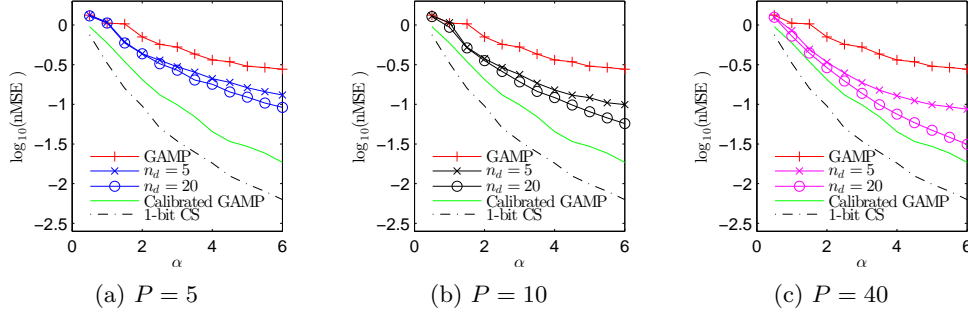 0
−0.5
−1
−1.5
−2
−2.5
log10(nMSE )
GAMP
nd = 5
nd = 20
Calibrated GAMP
1-bit CS
0 2 4 6
α
(a) P = 5
0
−0.5
−1
−1.5
−2
−2.5
log10(nMSE )
GAMP
nd = 5
nd = 20
Calibrated GAMP
1-bit CS
0 2 4 6
α
(b) P = 10
0
−0.5
−1
−1.5
−2
−2.5
log10(nMSE )
GAMP
nd = 5
nd = 20
Calibrated GAMP
1-bit CS
0 2 4 6
α
(c) P = 40